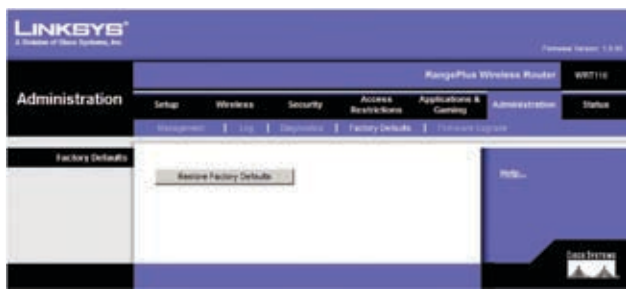 LINKSYS®
A Division of Cisco Systems, Inc.
Firmware Version: 1.0.00
RangePlus Wireless Router WRT110
Administration
Setup Wireless Security Access Restrictions Applications & Gaming Administration Status
Management | Log | Diagnostics | Factory Defaults | Firmware Upgrade
Factory Defaults
Restore Factory Defaults
Help...
CISCO SYSTEMS